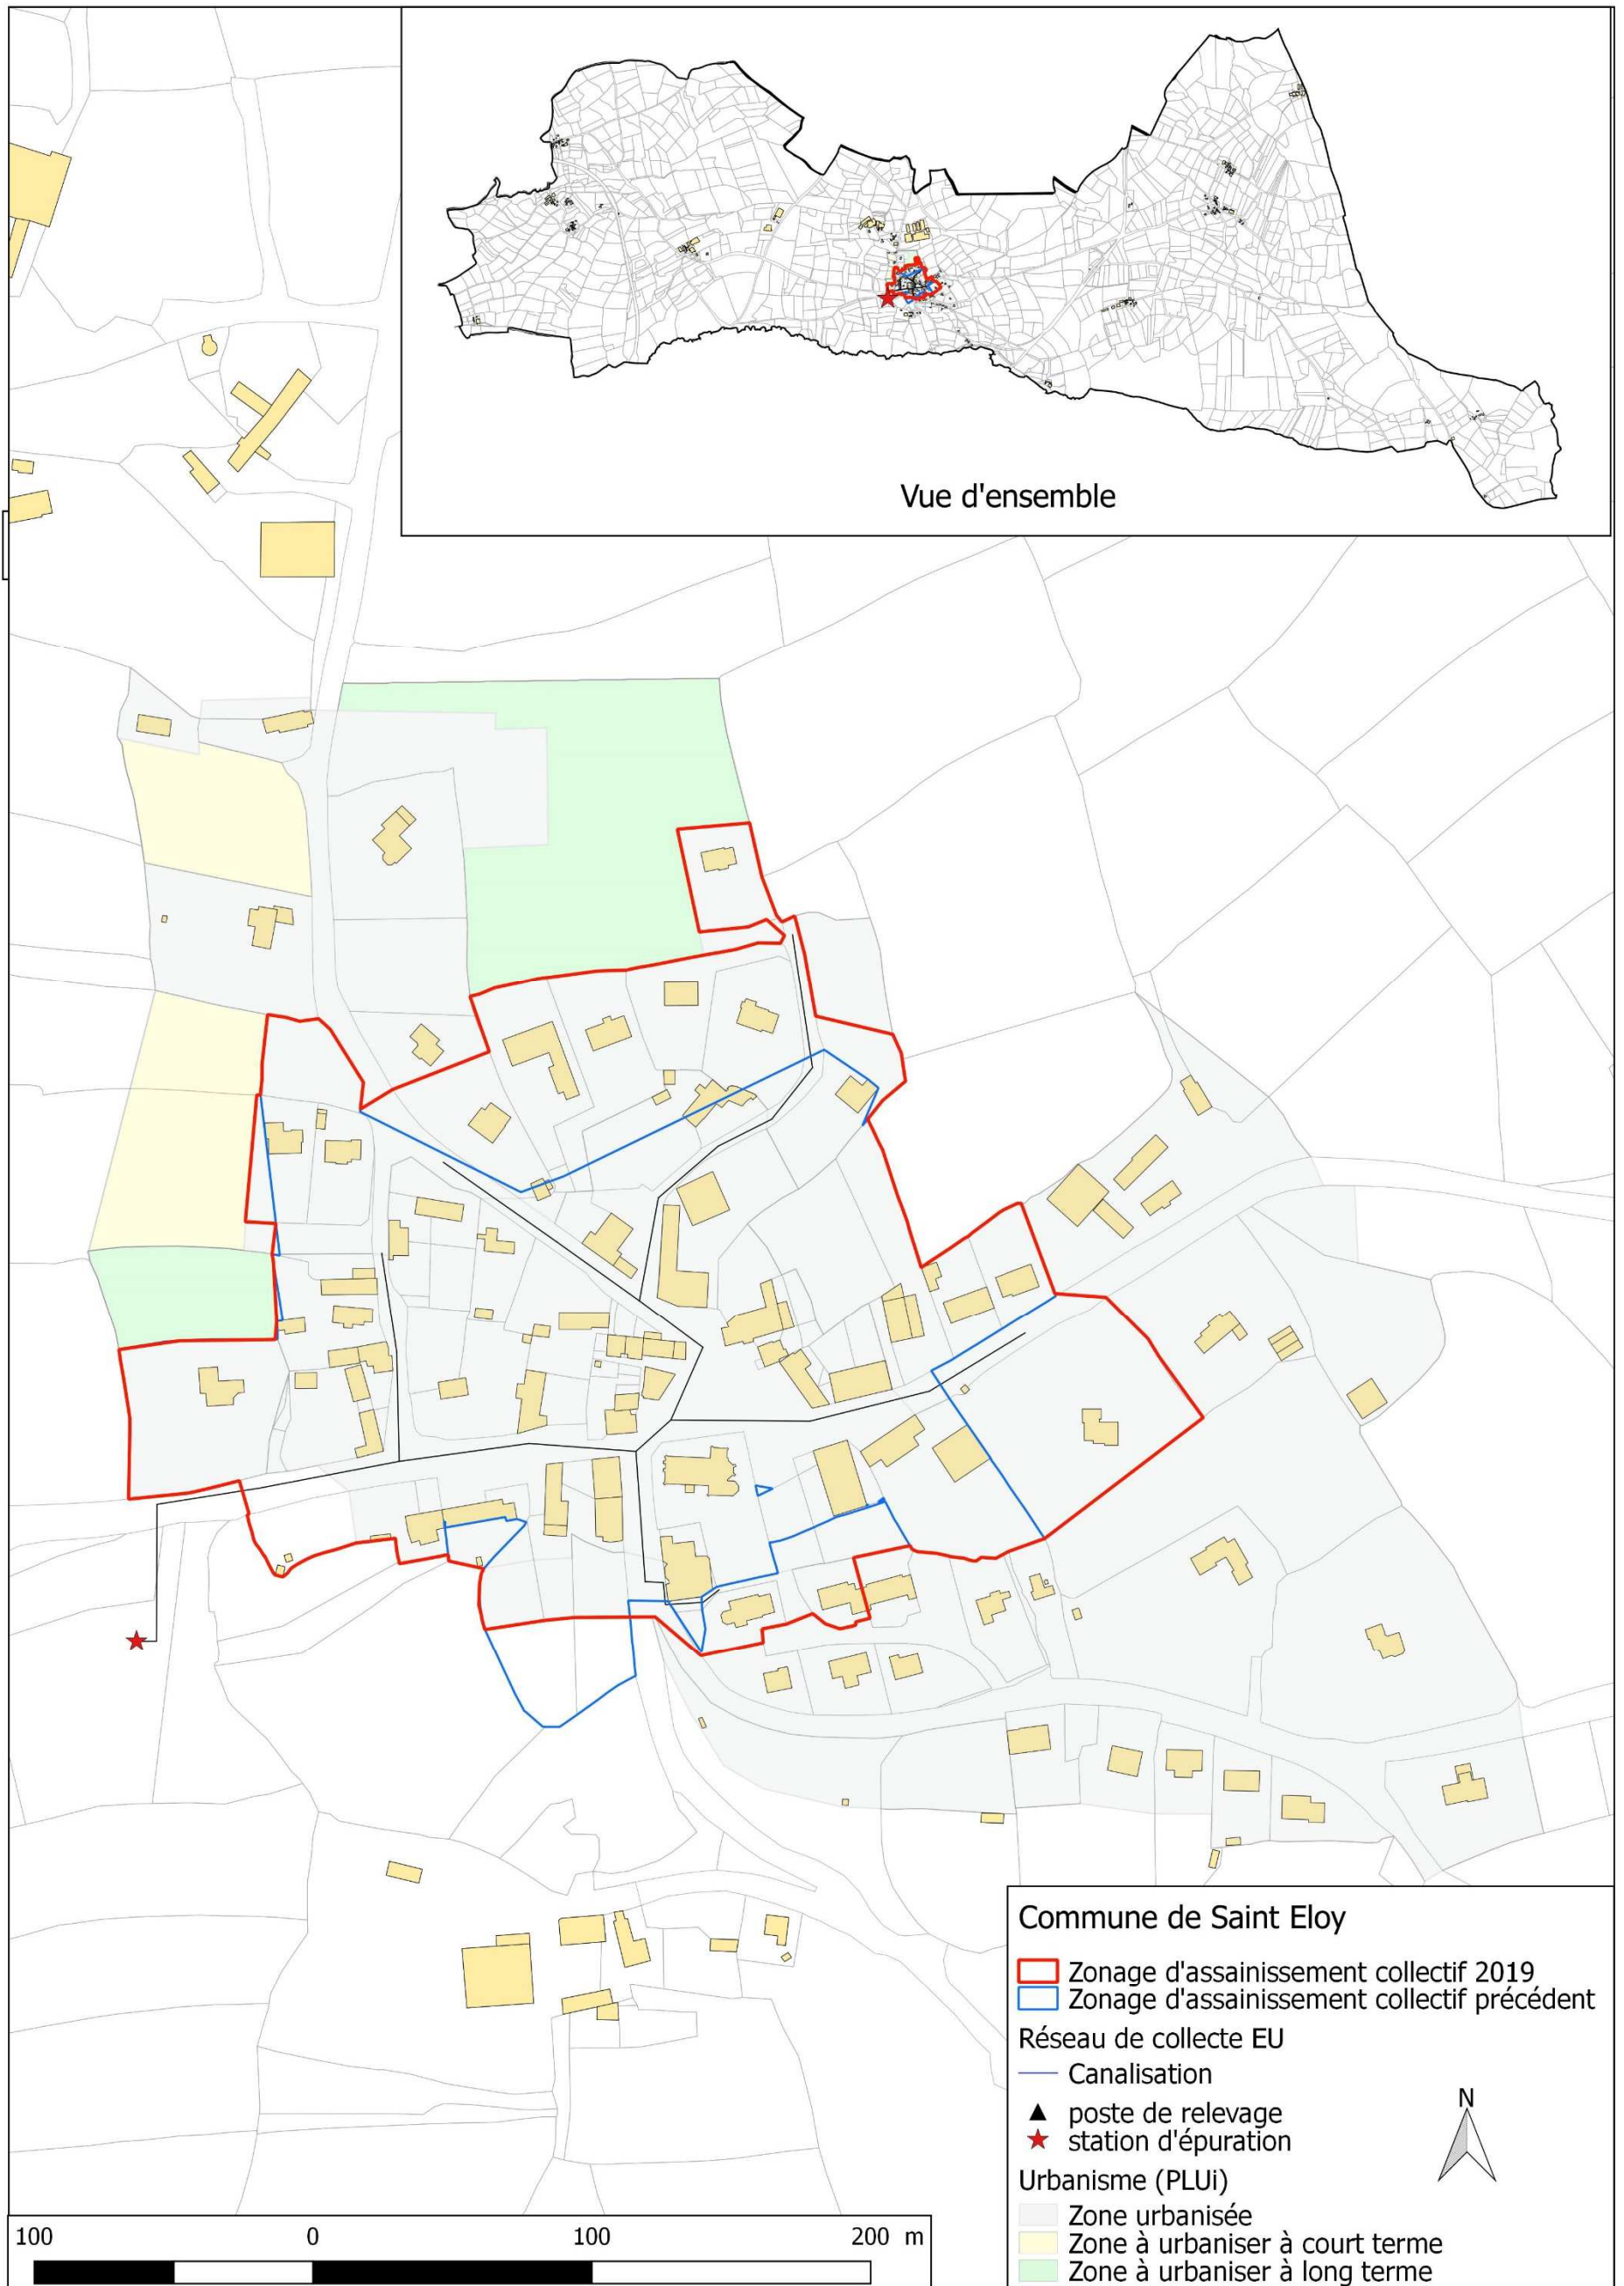 Vue d'ensemble
Commune de Saint Eloy
Zonage d'assainissement collectif 2019
Zonage d'assainissement collectif précédent
Réseau de collecte EU
Canalisation
poste de relevage
station d'épuration
N
Urbanisme (PLUi)
Zone urbanisée
Zone à urbaniser à court terme
Zone à urbaniser à long terme
100 0 100 200 m